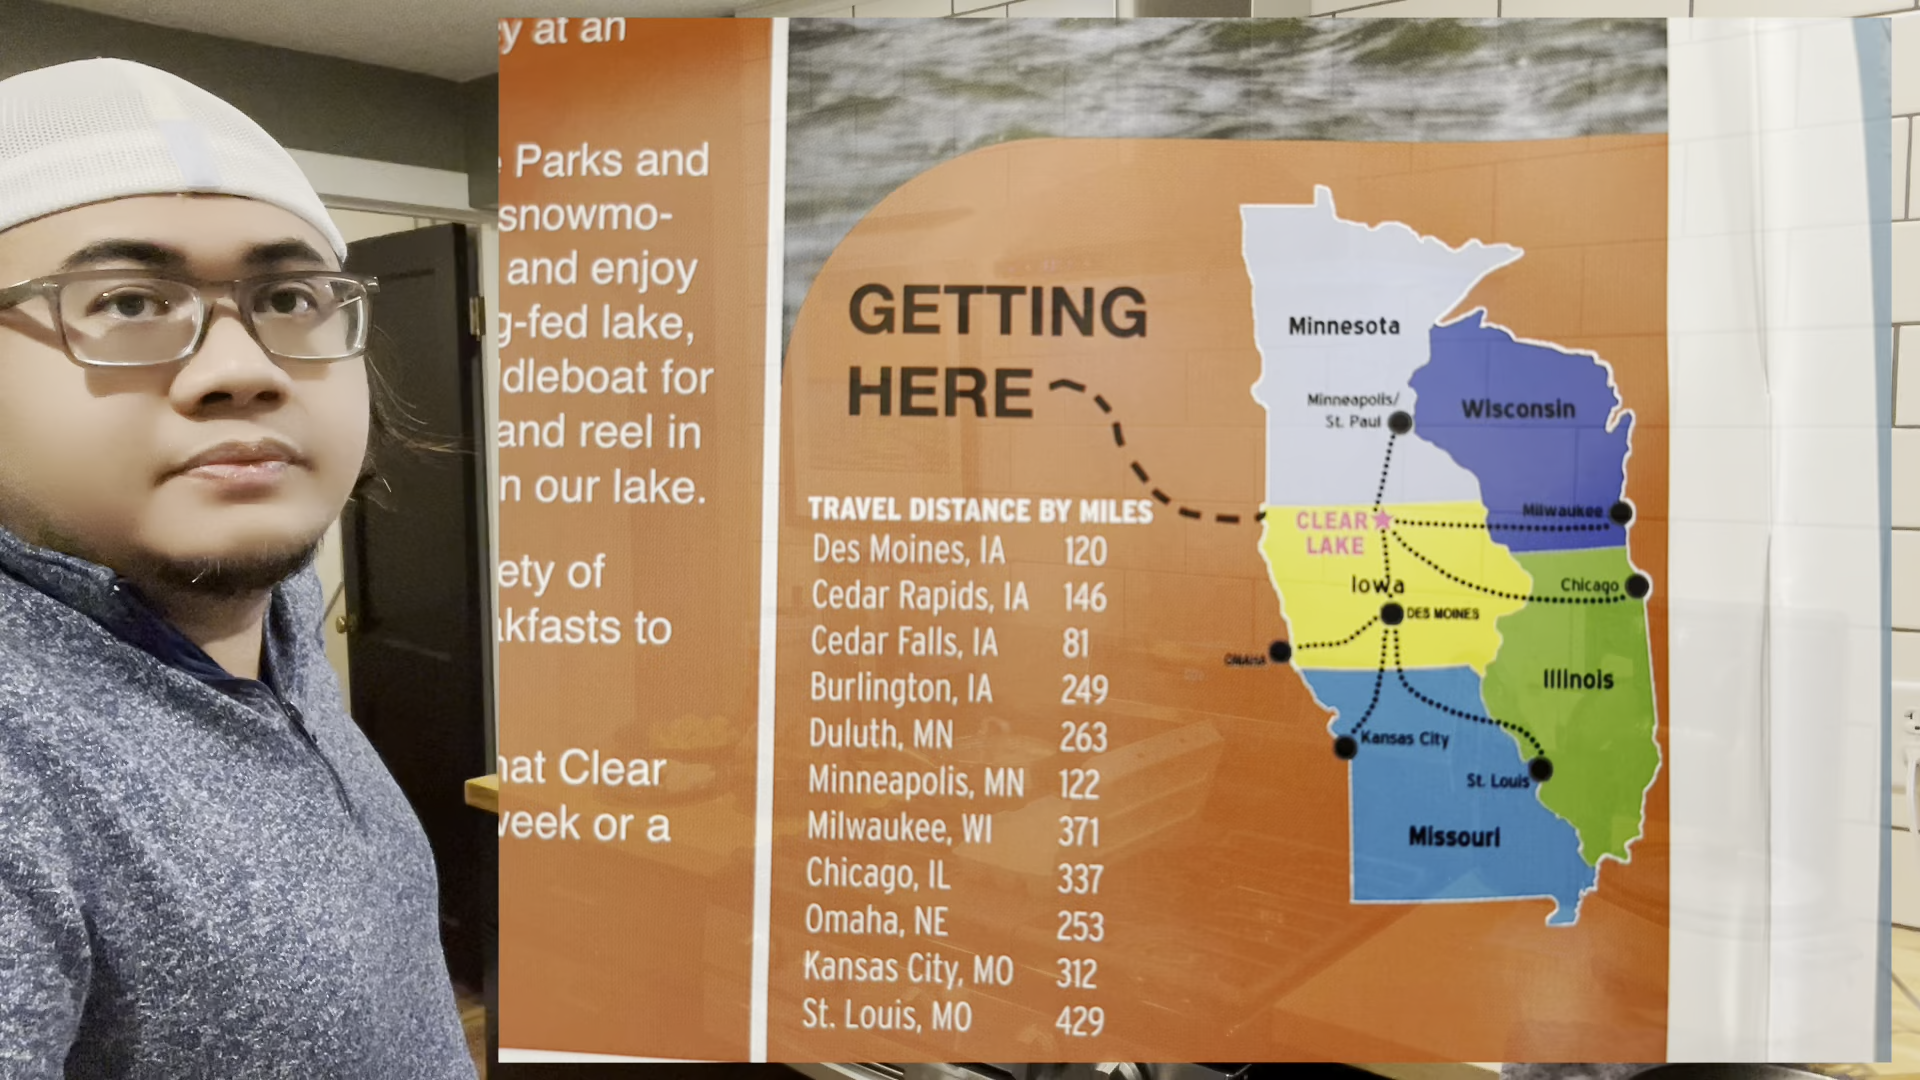 y at an
Parks and
snowmo-
and enjoy
g-fed lake,
dleboat for
and reel in
n our lake.
ety of
kfasts to
hat Clear
week or a
GETTING
HERE
TRAVEL DISTANCE BY MILES
Des Moines, IA 120
Cedar Rapids, IA 146
Cedar Falls, IA 81
Burlington, IA 249
Duluth, MN 263
Minneapolis, MN 122
Milwaukee, WI 371
Chicago, IL 337
Omaha, NE 253
Kansas City, MO 312
St. Louis, MO 429
Minnesota
Minneapolis/
St. Paul
Wisconsin
Milwaukee
CLEAR
LAKE
Iowa
Chicago
DES MOINES
OMAHA
Illinois
Kansas City
St. Louis
Missouri